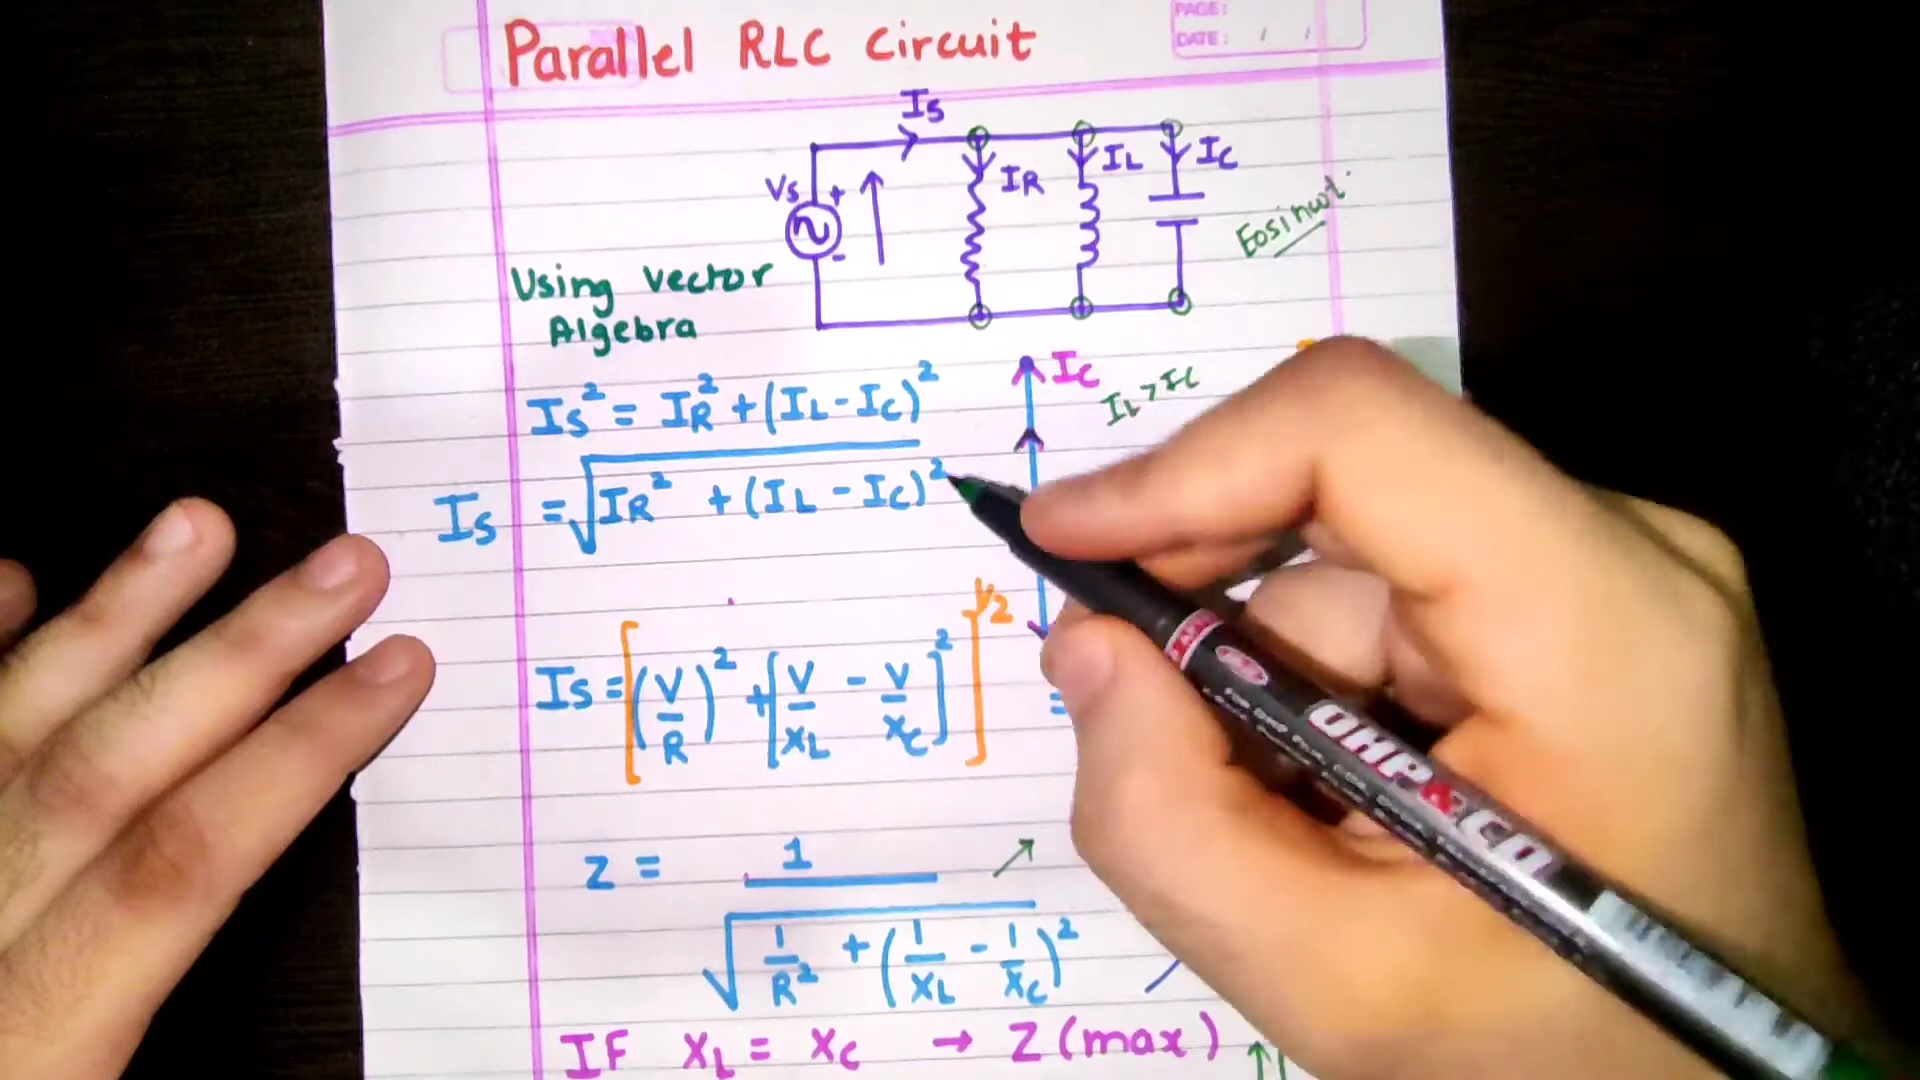 PAGE:
DATE: / /
Parallel RLC Circuit
Is
Vs
+
-
IR
IL
Ic
Eosinwt
Using Vector
Algebra
Is² = IR² + (IL - Ic)²
Ic
IL > Ic
Is = √IR² + (IL - Ic)²
Is = [(V/R)² + [V/XL - V/Xc]²]^1/2
=
Z = 1/√1/R² + (1/XL - 1/Xc)²
IF XL = Xc → Z (max)
OHP & CD